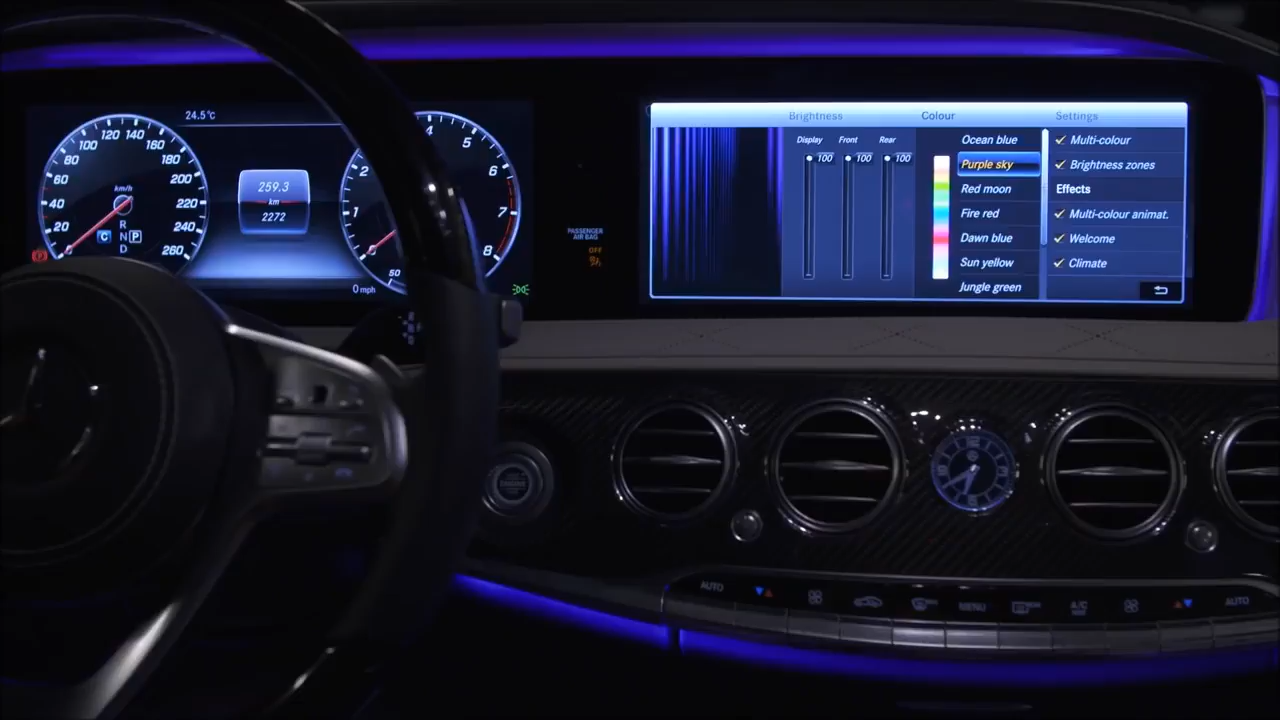 24.5°C
km/h
20
40
60
80
100
120
140
160
180
200
220
240
260
C
R
N
D
P
259.3
km
2272
1
2
4
5
6
7
8
50
0 mph
PASSENGER
AIR BAG
OFF
Brightness
Colour
Settings
Display
Front
Rear
100
100
100
Ocean blue
Purple sky
Red moon
Fire red
Dawn blue
Sun yellow
Jungle green
Multi-colour
Brightness zones
Effects
Multi-colour animat.
Welcome
Climate
AUTO
MENU
A/C
AUTO